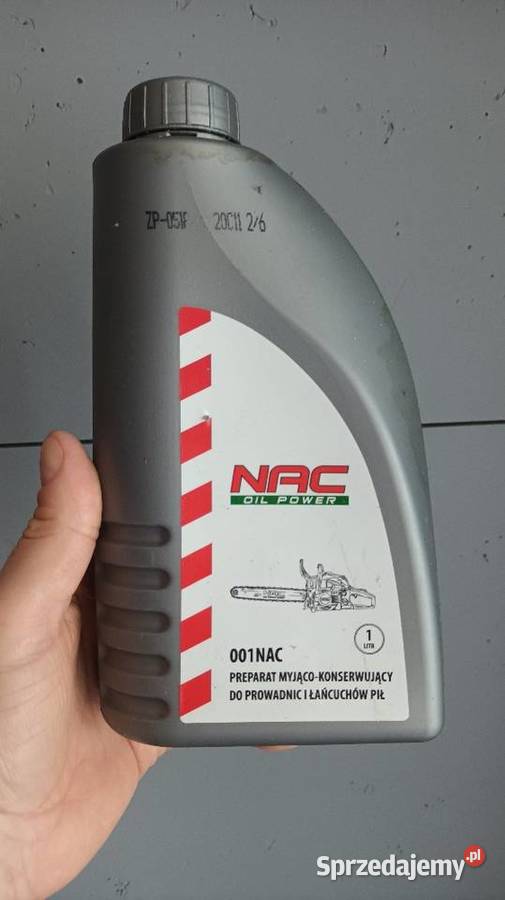 ZP-051F 20C11 2/6
NAC
OIL POWER
NAC
001NAC
1
LITR
PREPARAT MYJĄCO-KONSERWUJĄCY
DO PROWADNIC I ŁAŃCUCHÓW PIŁ
Sprzedajemy.pl